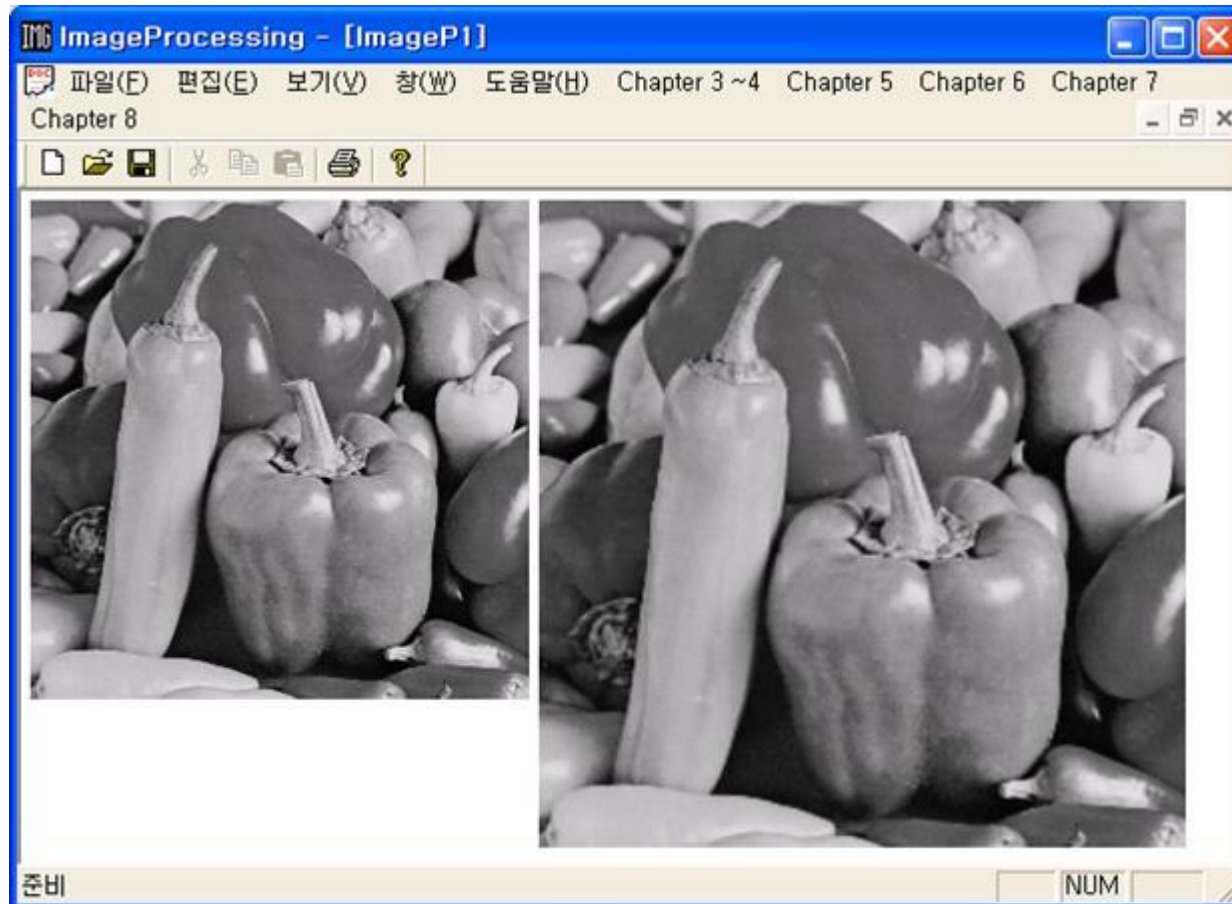 IMG ImageProcessing - [ImageP1]
DOC 파일(F) 편집(E) 보기(V) 창(W) 도움말(H) Chapter 3 ~4 Chapter 5 Chapter 6 Chapter 7
Chapter 8
준비 NUM